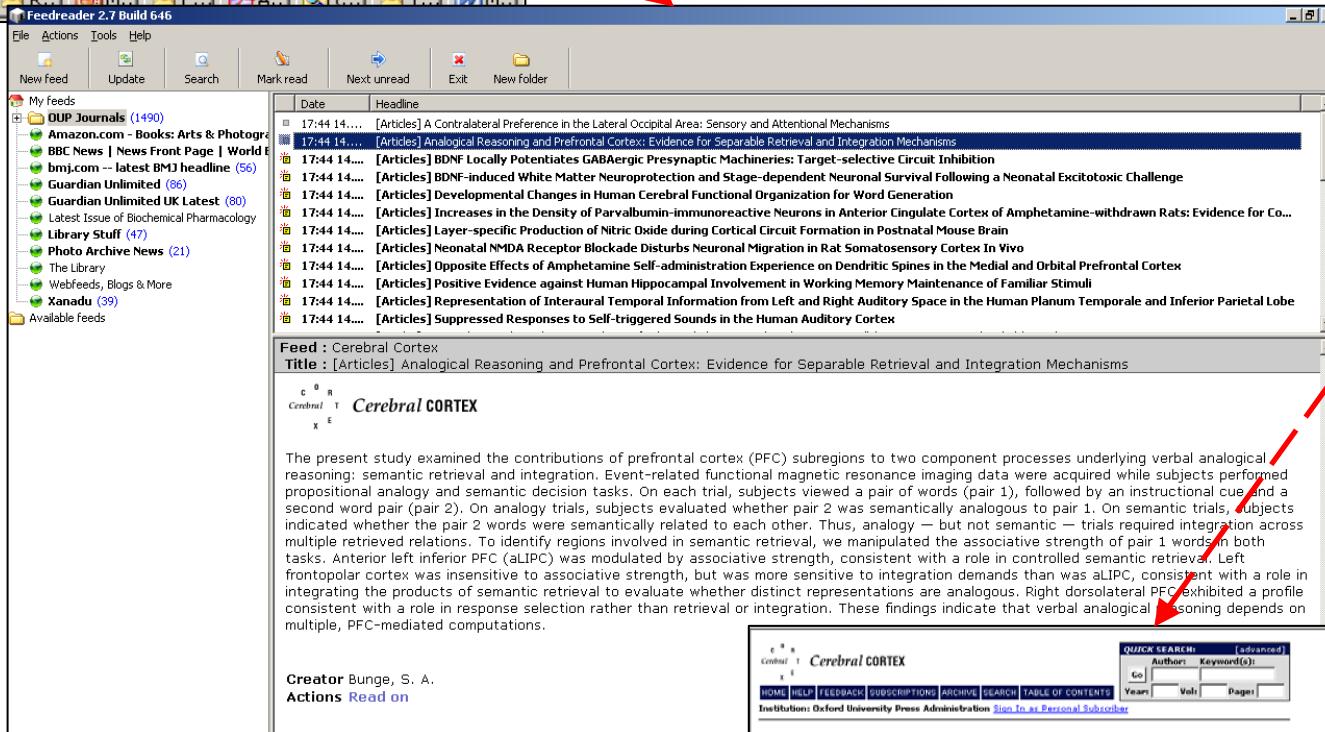 Feedreader 2.7 Build 646
File Actions Tools Help
New feed Update Search Mark read Next unread Exit New folder
My feeds
OUP Journals (1490)
Amazon.com - Books: Arts & Photogra
BBC News | News Front Page | World E
bmj.com -- latest BMJ headline (56)
Guardian Unlimited (86)
Guardian Unlimited UK Latest (80)
Latest Issue of Biochemical Pharmacology
Library Stuff (47)
Photo Archive News (21)
The Library
Webfeeds, Blogs & More
Xanadu (39)
Available feeds
Date Headline
17:44 14.... [Articles] A Contralateral Preference in the Lateral Occipital Area: Sensory and Attentional Mechanisms
17:44 14.... [Articles] Analogical Reasoning and Prefrontal Cortex: Evidence for Separable Retrieval and Integration Mechanisms
17:44 14.... [Articles] BDNF Locally Potentiates GABAergic Presynaptic Machineries: Target-selective Circuit Inhibition
17:44 14.... [Articles] BDNF-induced White Matter Neuroprotection and Stage-dependent Neuronal Survival Following a Neonatal Excitotoxic Challenge
17:44 14.... [Articles] Developmental Changes in Human Cerebral Functional Organization for Word Generation
17:44 14.... [Articles] Increases in the Density of Parvalbumin-immunoreactive Neurons in Anterior Cingulate Cortex of Amphetamine-withdrawn Rats: Evidence for Co...
17:44 14.... [Articles] Layer-specific Production of Nitric Oxide during Cortical Circuit Formation in Postnatal Mouse Brain
17:44 14.... [Articles] Neonatal NMDA Receptor Blockade Disturbs Neuronal Migration in Rat Somatosensory Cortex In Vivo
17:44 14.... [Articles] Opposite Effects of Amphetamine Self-administration Experience on Dendritic Spines in the Medial and Orbital Prefrontal Cortex
17:44 14.... [Articles] Positive Evidence against Human Hippocampal Involvement in Working Memory Maintenance of Familiar Stimuli
17:44 14.... [Articles] Representation of Interaural Temporal Information from Left and Right Auditory Space in the Human Planum Temporale and Inferior Parietal Lobe
17:44 14.... [Articles] Suppressed Responses to Self-triggered Sounds in the Human Auditory Cortex
Feed : Cerebral Cortex
Title : [Articles] Analogical Reasoning and Prefrontal Cortex: Evidence for Separable Retrieval and Integration Mechanisms
C O R T E X
Cerebral
Cerebral CORTEX
The present study examined the contributions of prefrontal cortex (PFC) subregions to two component processes underlying verbal analogical
reasoning: semantic retrieval and integration. Event-related functional magnetic resonance imaging data were acquired while subjects performed
propositional analogy and semantic decision tasks. On each trial, subjects viewed a pair of words (pair 1), followed by an instructional cue and a
second word pair (pair 2). On analogy trials, subjects evaluated whether pair 2 was semantically analogous to pair 1. On semantic trials, subjects
indicated whether the pair 2 words were semantically related to each other. Thus, analogy — but not semantic — trials required integration across
multiple retrieved relations. To identify regions involved in semantic retrieval, we manipulated the associative strength of pair 1 words in both
tasks. Anterior left inferior PFC (aLIPC) was modulated by associative strength, consistent with a role in controlled semantic retrieval. Left
frontopolar cortex was insensitive to associative strength, but was more sensitive to integration demands than was aLIPC, consistent with a role in
integrating the products of semantic retrieval to evaluate whether distinct representations are analogous. Right dorsolateral PFC exhibited a profile
consistent with a role in response selection rather than retrieval or integration. These findings indicate that verbal analogical reasoning depends on
multiple, PFC-mediated computations.
Creator Bunge, S. A.
Actions Read on
Cerebral CORTEX
QUICK SEARCH: [advanced]
Author: Keyword(s):
Go
Year: Vol: Page:
HOME HELP FEEDBACK SUBSCRIPTIONS ARCHIVE SEARCH TABLE OF CONTENTS
Institution: Oxford University Press Administration Sign In as Personal Subscriber